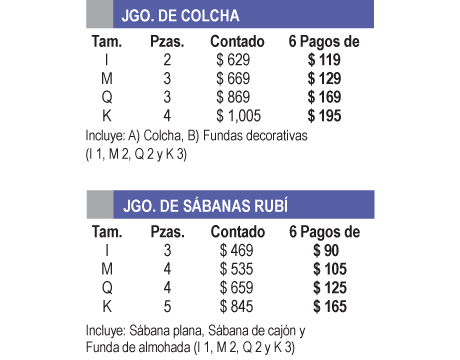 JGO. DE COLCHA
Tam. Pzas. Contado 6 Pagos de
I 2 $ 629 $ 119
M 3 $ 669 $ 129
Q 3 $ 869 $ 169
K 4 $ 1,005 $ 195
Incluye: A) Colcha, B) Fundas decorativas
(I 1, M 2, Q 2 y K 3)
JGO. DE SÁBANAS RUBÍ
Tam. Pzas. Contado 6 Pagos de
I 3 $ 469 $ 90
M 4 $ 535 $ 105
Q 4 $ 659 $ 125
K 5 $ 845 $ 165
Incluye: Sábana plana, Sábana de cajón y
Funda de almohada (I 1, M 2, Q 2 y K 3)